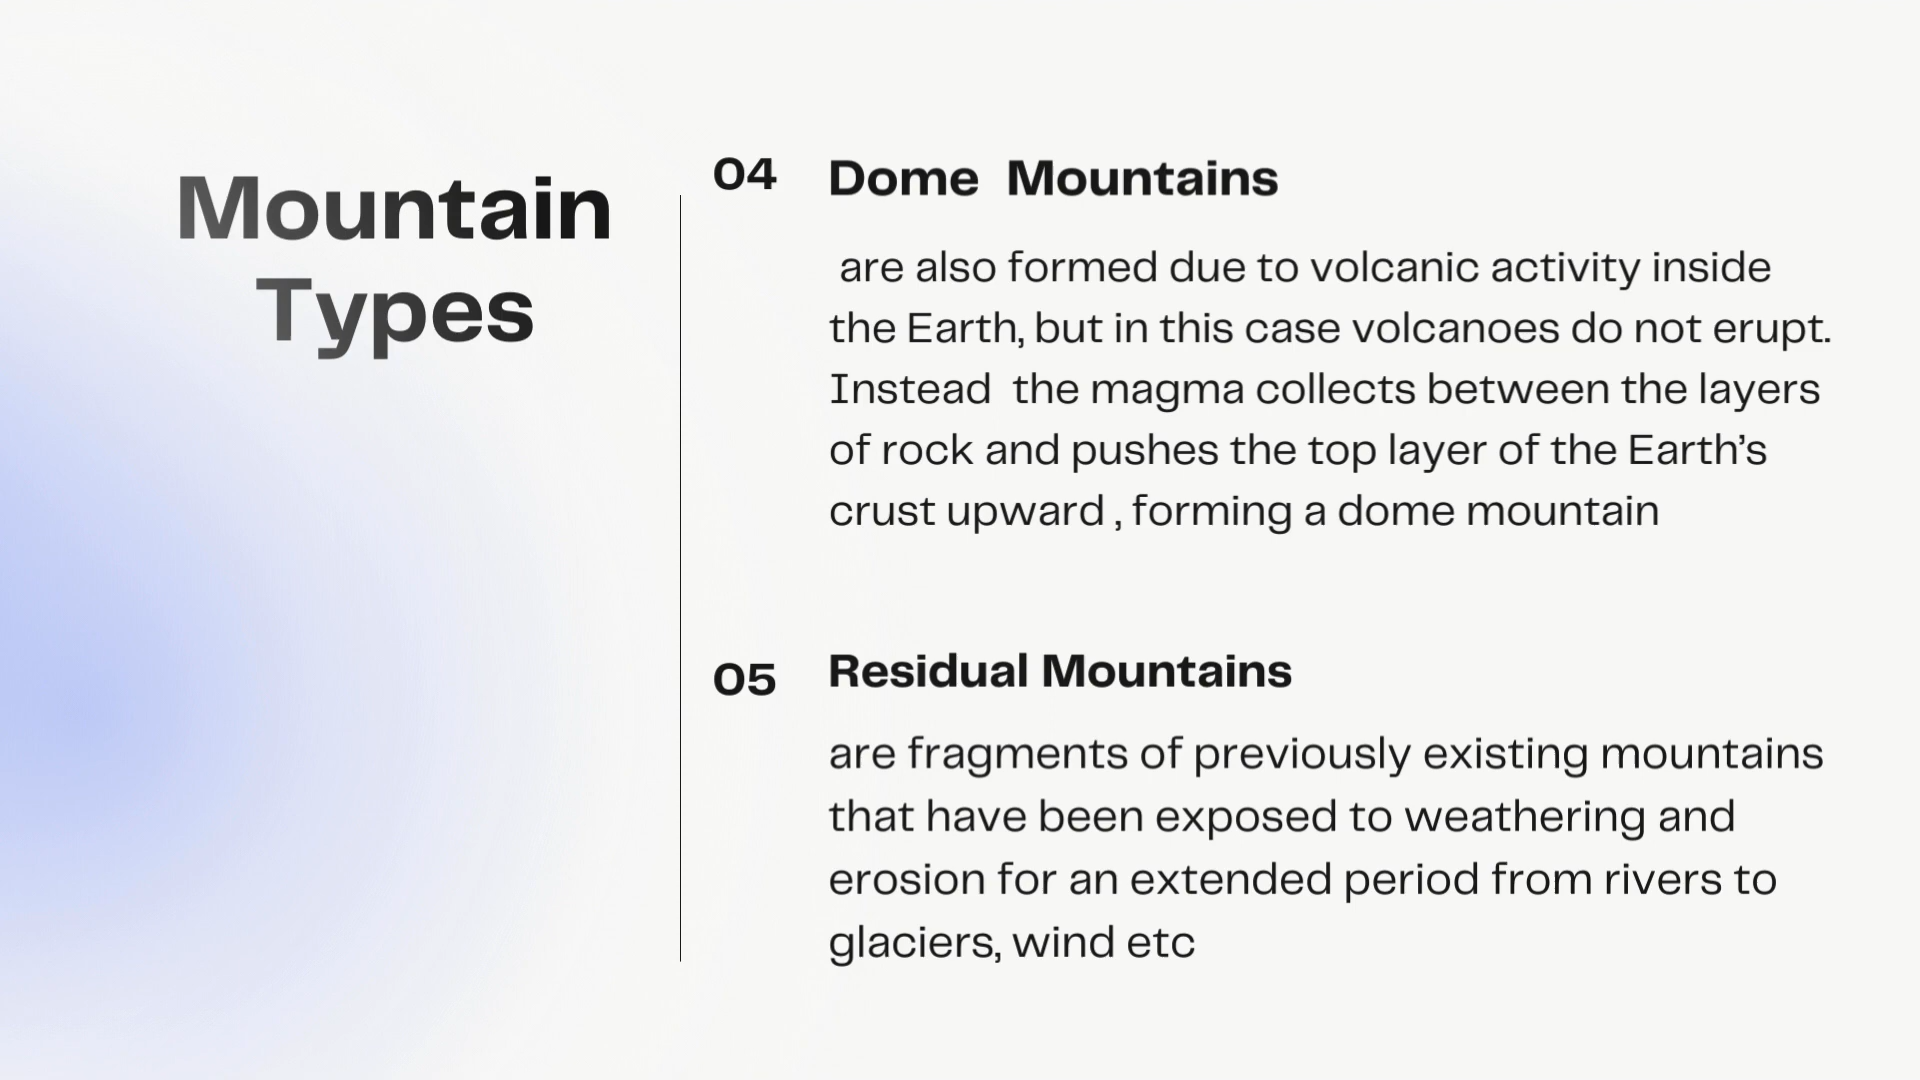 Mountain
Types
04
Dome  Mountains
are also formed due to volcanic activity inside
the Earth, but in this case volcanoes do not erupt.
Instead  the magma collects between the layers
of rock and pushes the top layer of the Earth’s
crust upward , forming a dome mountain
05
Residual Mountains
are fragments of previously existing mountains
that have been exposed to weathering and
erosion for an extended period from rivers to
glaciers, wind etc